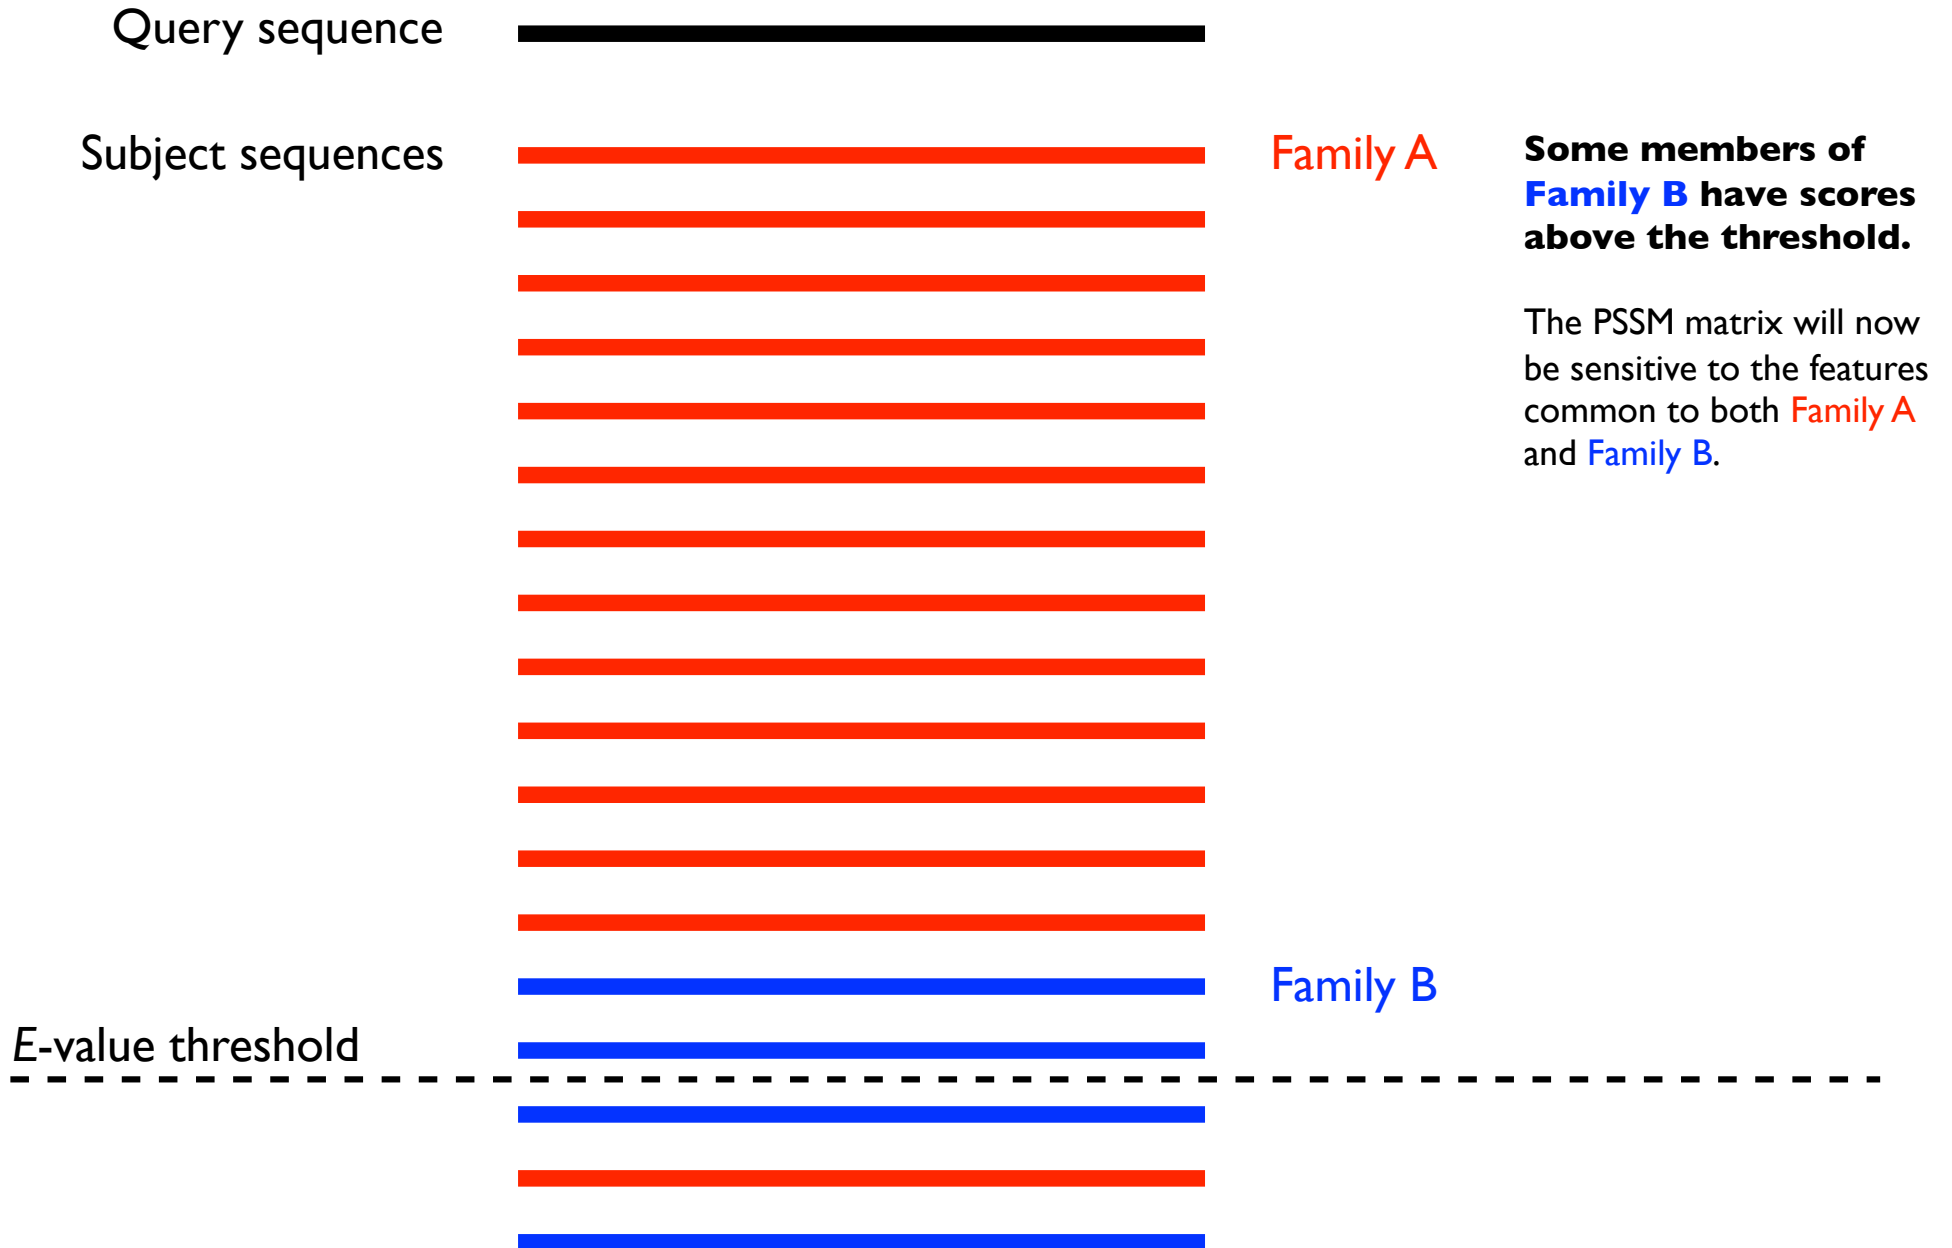 Query sequence
Subject sequences
Family A
Some members of
Family B have scores
above the threshold.
The PSSM matrix will now
be sensitive to the features
common to both Family A
and Family B.
Family B
E-value threshold